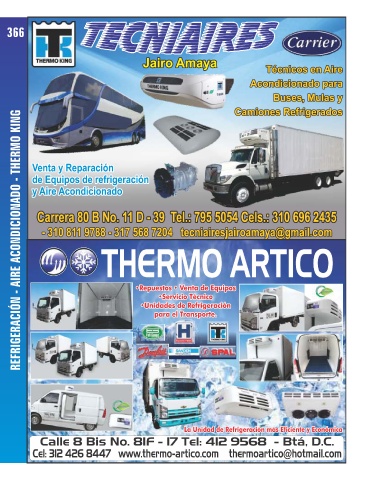 366
REFRIGERACIÓN - AIRE ACONDICIONADO - THERMO KING
TK
THERMO KING
TECNIAIRES
Jairo Amaya
Carrier
Técnicos en Aire
Acondicionado para
Buses, Mulas y
Camiones Refrigerados
Venta y Reparación
de Equipos de refrigeración
y Aire Acondicionado
Carrera 80 B No. 11 D - 39 Tel.: 795 5054 Cels.: 310 696 2435
- 310 811 9788 - 317 568 7204 tecniairesjairoamaya@gmail.com
THERMO ARTICO
•Repuestos • Venta de Equipos
•Servicio Técnico
•Unidades de Refrigeración
para el Transporte.
Danfoss
SPAL
La Unidad de Refrigeración más Eficiente y Económica
Calle 8 Bis No. 81F - 17 Tel: 412 9568 - Btá, D.C.
Cel: 312 426 8447 www.thermo-artico.com thermoartico@hotmail.com